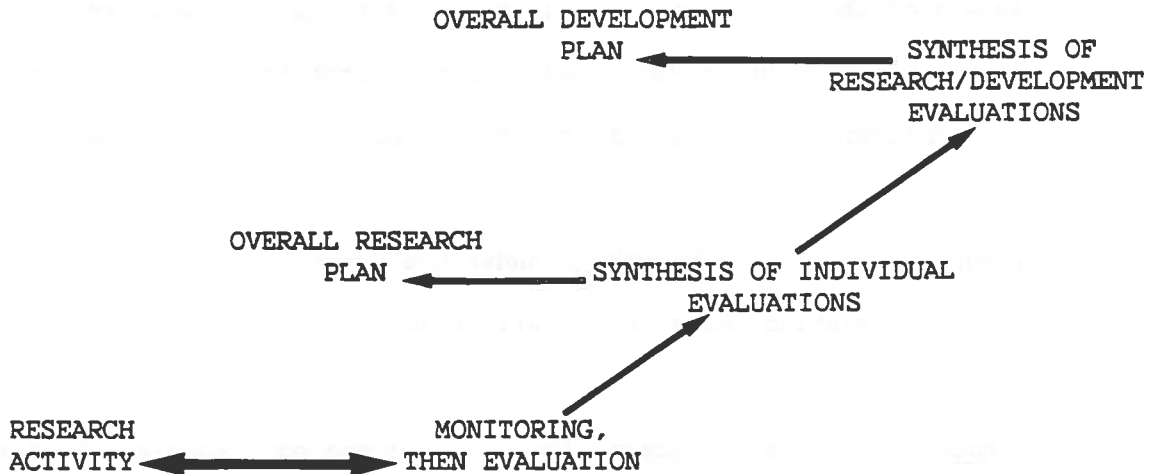 OVERALL DEVELOPMENT
PLAN
SYNTHESIS OF
RESEARCH/DEVELOPMENT
EVALUATIONS
OVERALL RESEARCH
PLAN
SYNTHESIS OF INDIVIDUAL
EVALUATIONS
RESEARCH
ACTIVITY
MONITORING,
THEN EVALUATION